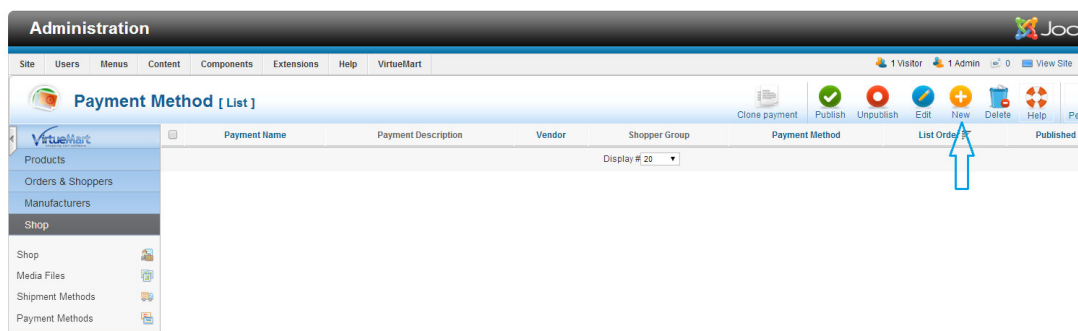 Administration
Joo
Site Users Menus Content Components Extensions Help VirtueMart 1 Visitor 1 Admin 0 View Site
Payment Method [ List ]
Clone payment Publish Unpublish Edit New Delete Help
VirtueMart
Payment Name Payment Description Vendor Shopper Group Payment Method List Order Published
Display # 20
Products
Orders & Shoppers
Manufacturers
Shop
Shop
Media Files
Shipment Methods
Payment Methods